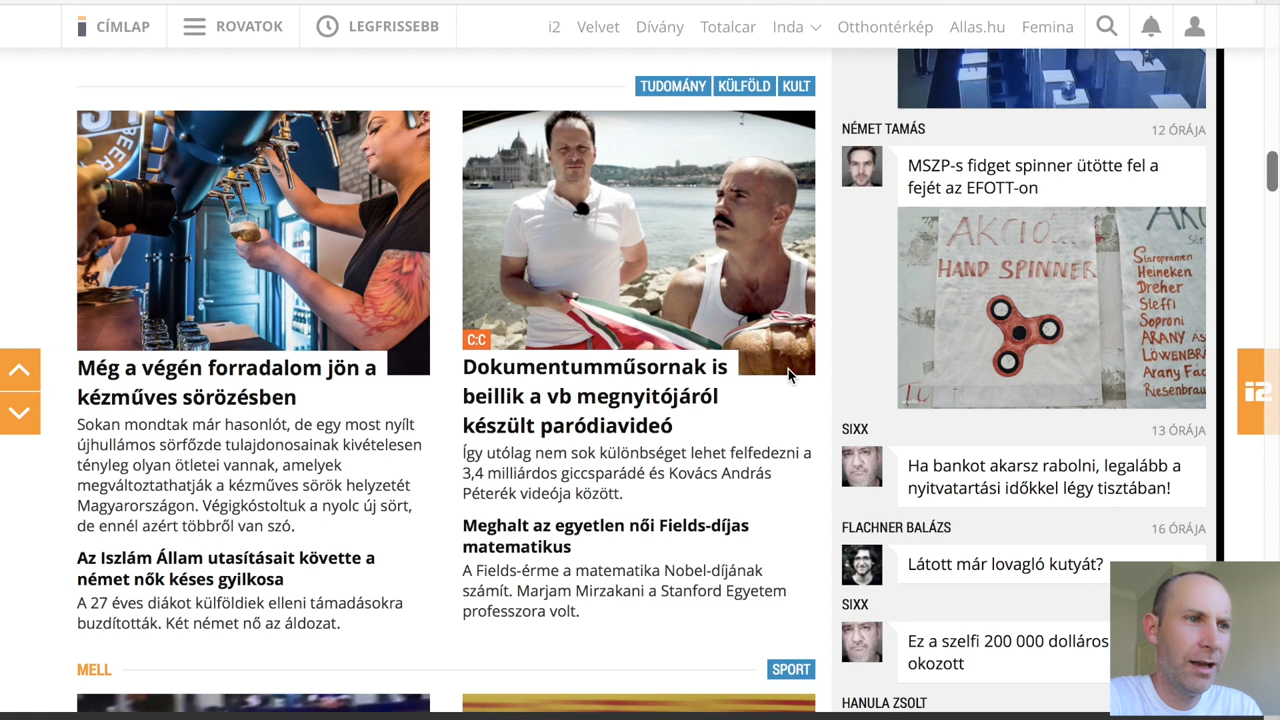 CÍMLAP
ROVATOK
LEGFRISSEBB
i2
Velvet
Dívány
Totalcar
Inda
Otthontérkép
Allas.hu
Femina
TUDOMÁNY
KÜLFÖLD
KULT
Még a végén forradalom jön a
kézműves sörözésben
Sokan mondtak már hasonlót, de egy most nyílt
újhullámos sörfőzde tulajdonosainak kivételesen
tényleg olyan ötletei vannak, amelyek
megváltoztathatják a kézműves sörök helyzetét
Magyarországon. Végigkóstoltuk a nyolc új sört,
de ennél azért többről van szó.
Az Iszlám Állam utasításait követte a
német nők késes gyilkosa
A 27 éves diákot külföldiek elleni támadásokra
buzdították. Két német nő az áldozat.
C:C
Dokumentumműsornak is
beillik a vb megnyitójáról
készült paródiavideó
Így utólag nem sok különbséget lehet felfedezni a
3,4 milliárdos giccsparádé és Kovács András
Péterék videója között.
Meghalt az egyetlen női Fields-díjas
matematikus
A Fields-érme a matematika Nobel-díjának
számít. Marjam Mirzakani a Stanford Egyetem
professzora volt.
MELL
SPORT
NÉMET TAMÁS
12 ÓRÁJA
MSZP-s fidget spinner ütötte fel a
fejét az EFOTT-on
AKCIÓ...
HAND SPINNER
Staropramen
Heineken
Dreher
Steffl
Soproni
ARANY
LÖWENBR
Arany
Riesenbrau
SIXX
13 ÓRÁJA
Ha bankot akarsz rabolni, legalább a
nyitvatartási időkkel légy tisztában!
FLACHNER BALÁZS
16 ÓRÁJA
Látott már lovagló kutyát?
SIXX
Ez a szelfi 200 000 dolláros
okozott
HANULA ZSOLT
i2